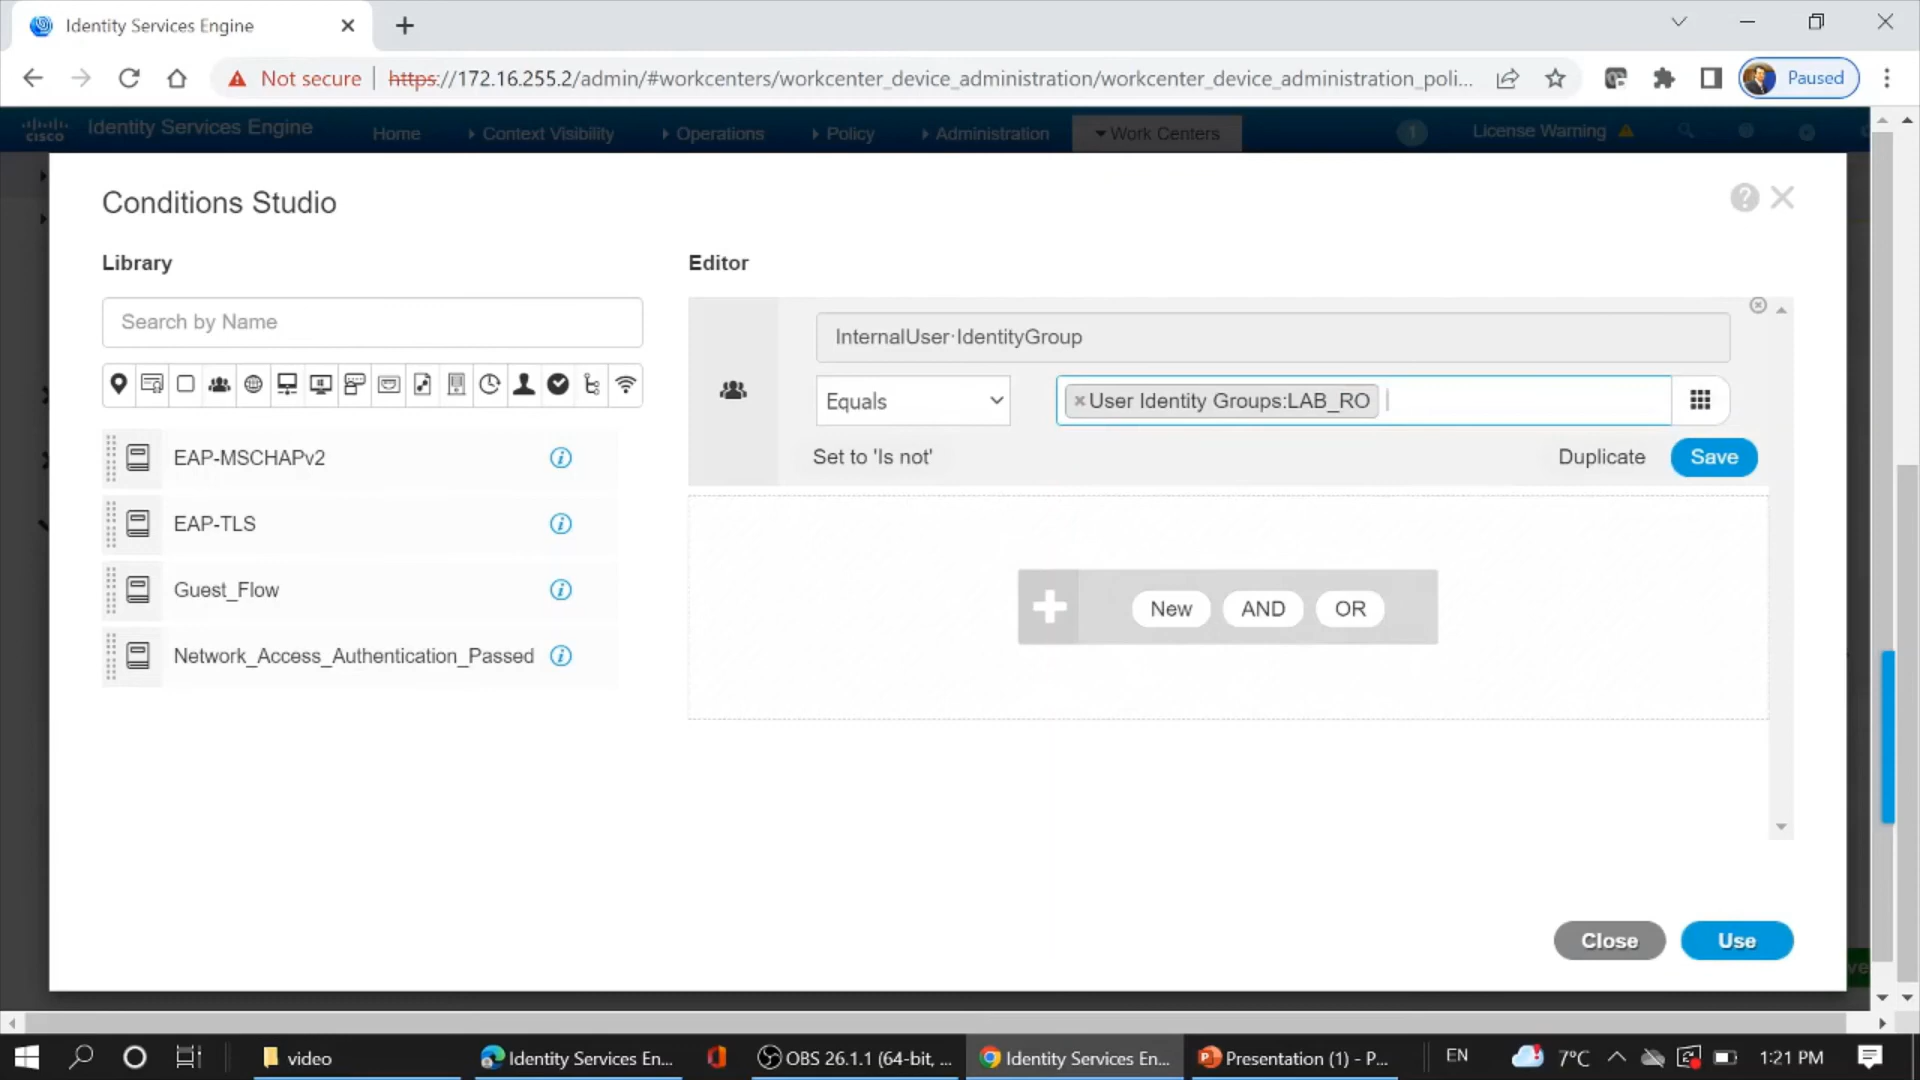 Identity Services Engine
Not secure
https://172.16.255.2/admin/#workcenters/workcenter_device_administration/workcenter_device_administration_poli...
Paused
CISCO
Identity Services Engine
Home
Context Visibility
Operations
Policy
Administration
Work Centers
1
License Warning
Conditions Studio
?
Library
Editor
Search by Name
InternalUser·IdentityGroup
Equals
×User Identity Groups:LAB_RO
Set to 'Is not'
Duplicate
Save
EAP-MSCHAPv2
EAP-TLS
Guest_Flow
Network_Access_Authentication_Passed
New
AND
OR
Close
Use
video
Identity Services En...
OBS 26.1.1 (64-bit, ...
Identity Services En...
Presentation (1) - P...
EN
7°C
1:21 PM